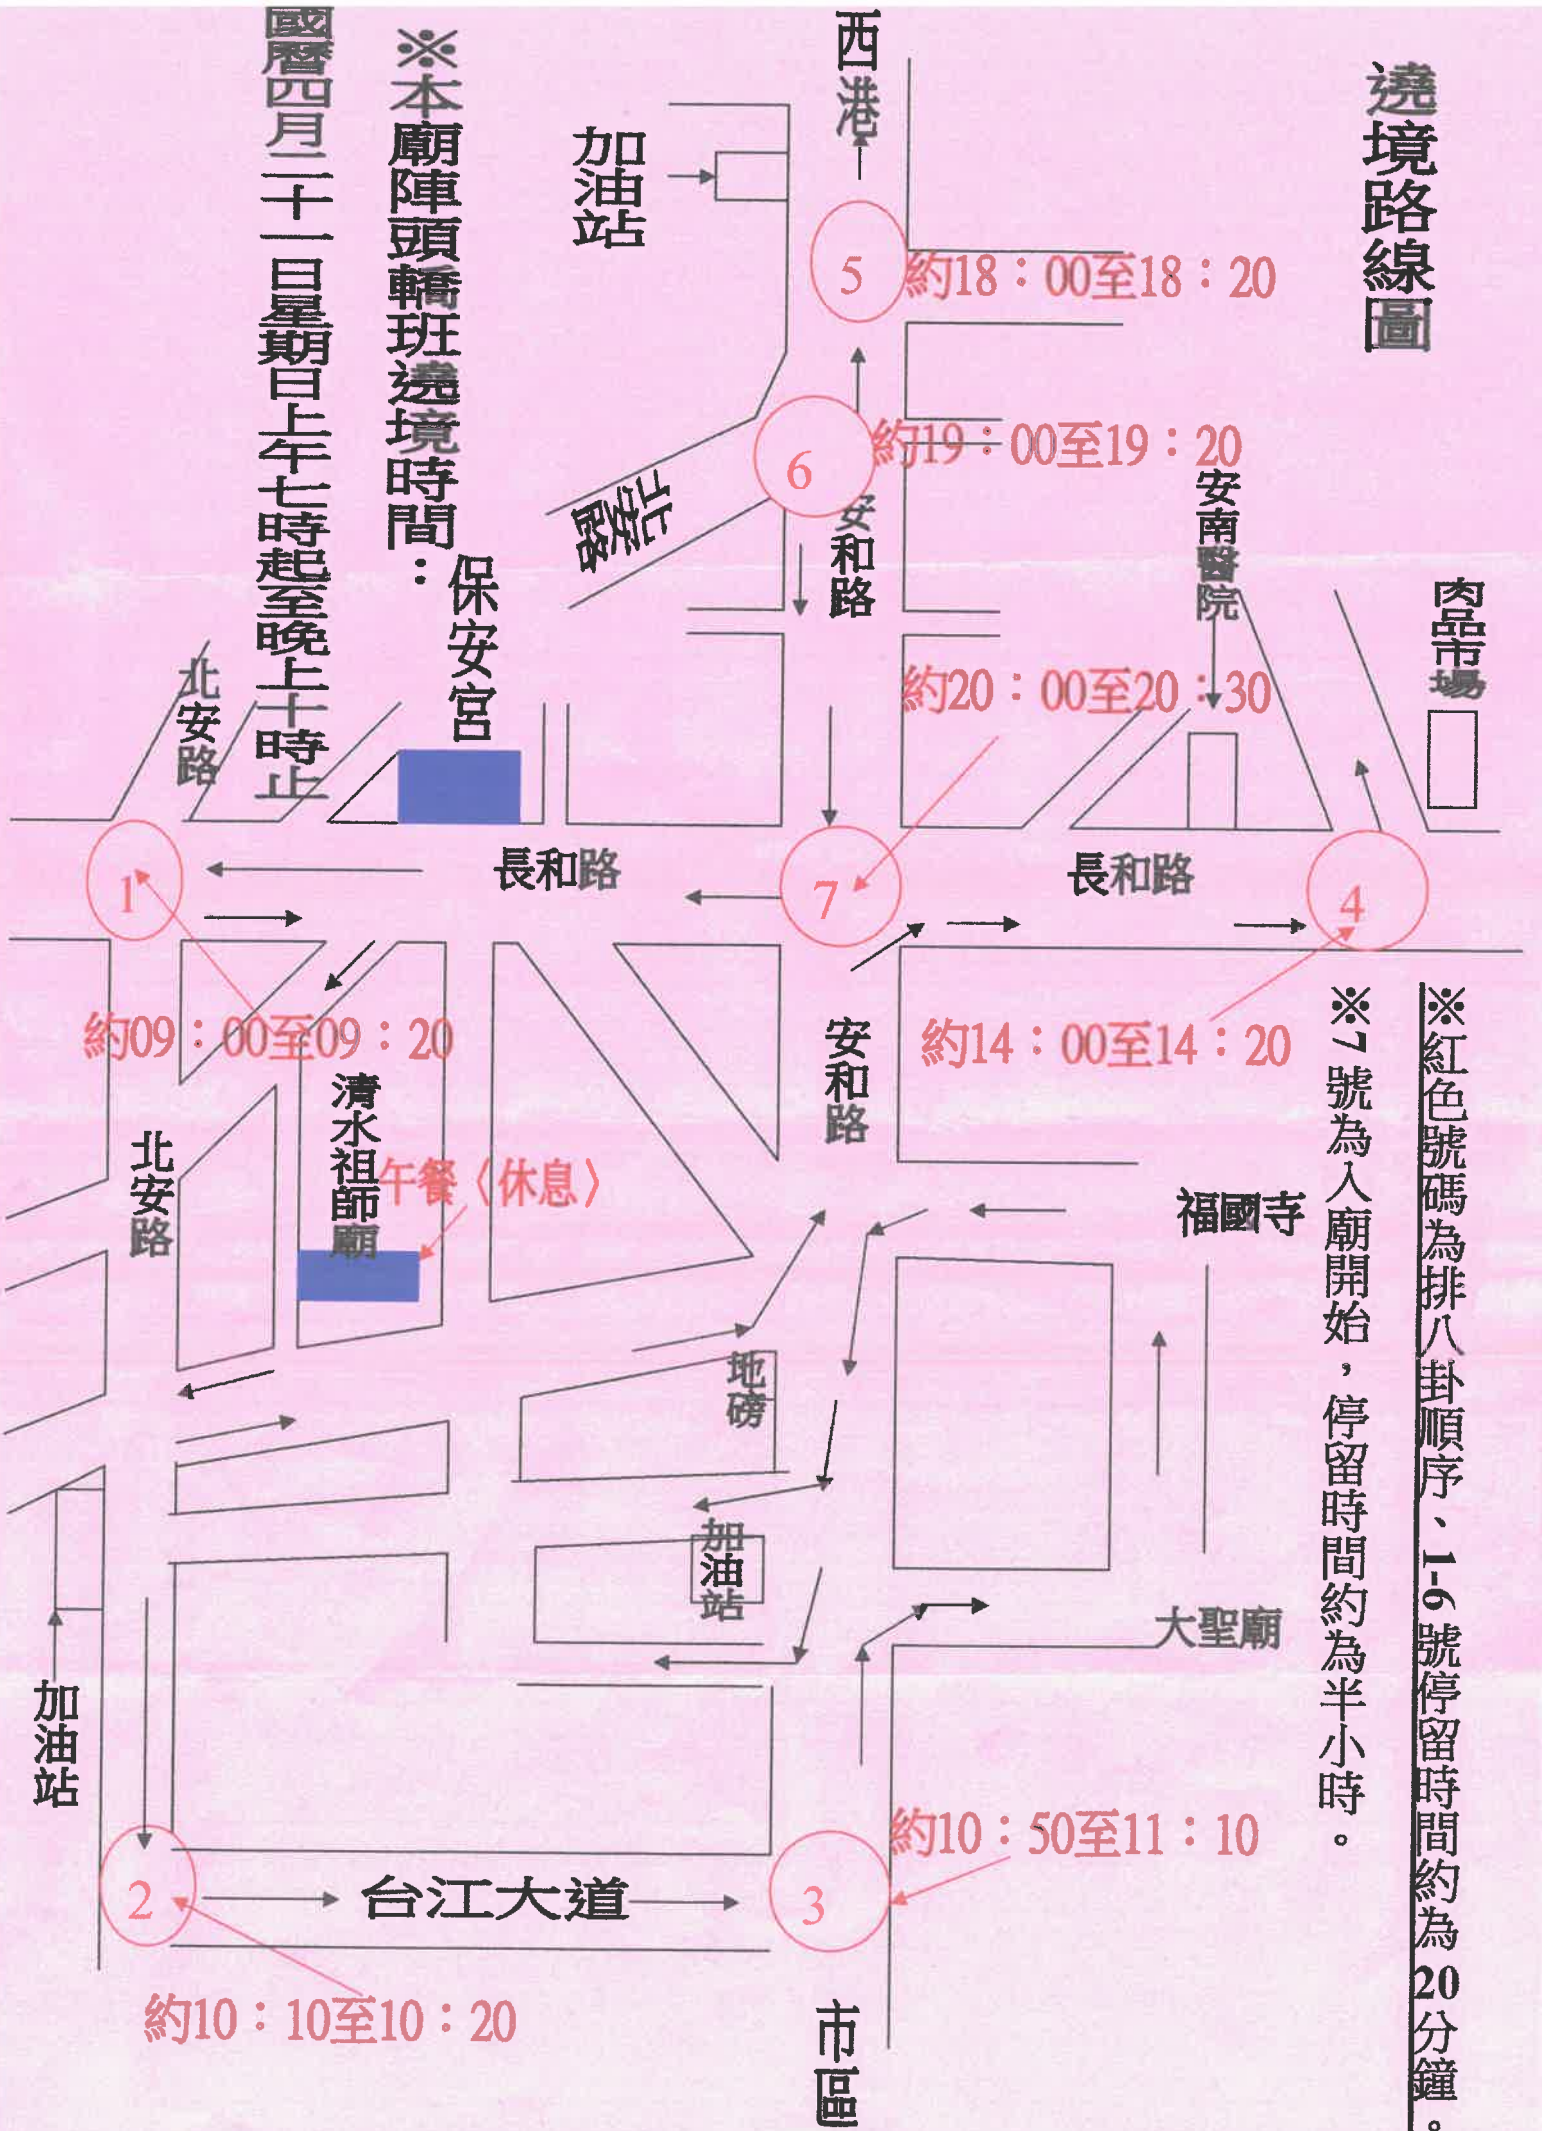 遶境路線圖
※紅色號碼為排八卦順序、1-6 號停留時間約為 20 分鐘。
※7 號為入廟開始，停留時間約為半小時。
※本廟陣頭轎班遶境時間：
國曆四月二十一日星期日上午七時起至晚上十時止
西港
加油站
5
約18：00至18：20
6
約19：00至19：20
北安路
安和路
安南醫院
肉品市場
保安宮
北安路
約20：00至20：30
1
長和路
7
長和路
4
約09：00至09：20
安和路
約14：00至14：20
清水祖師廟
午餐〈休息〉
北安路
福國寺
地磅
加油站
大聖廟
加油站
約10：50至11：10
2
台江大道
3
約10：10至10：20
市區